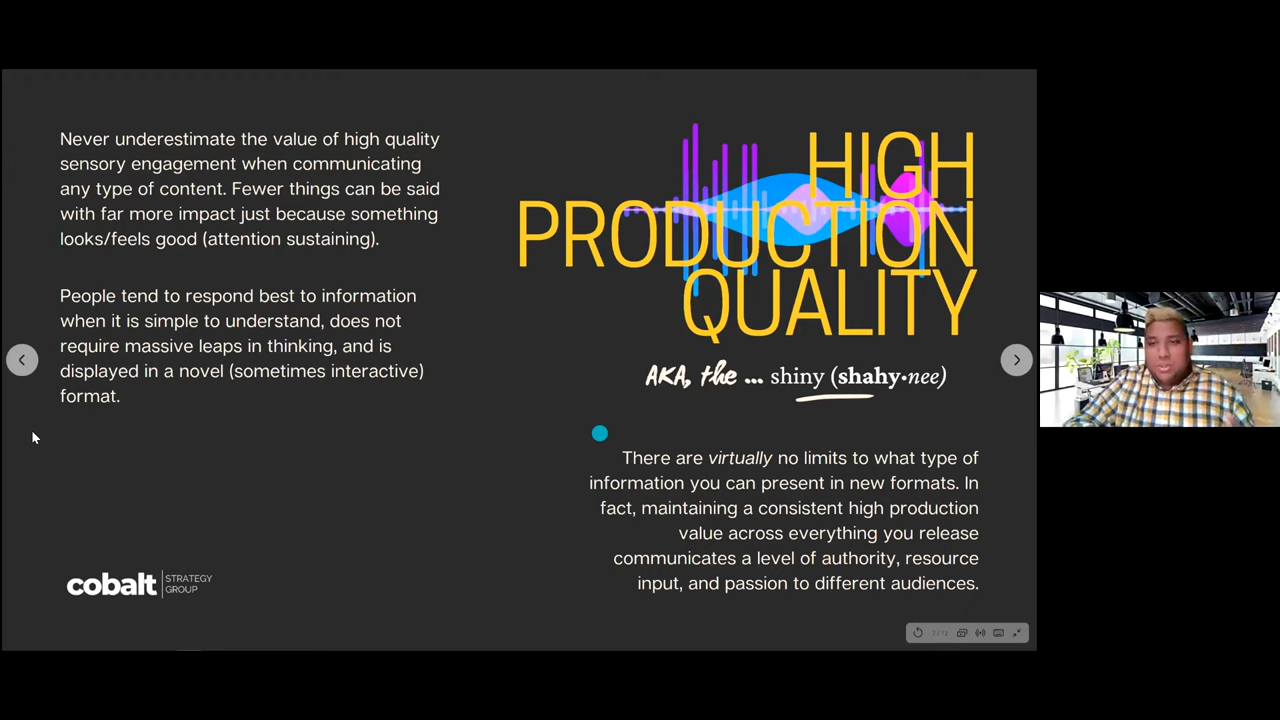 Never underestimate the value of high quality
sensory engagement when communicating
any type of content. Fewer things can be said
with far more impact just because something
looks/feels good (attention sustaining).
People tend to respond best to information
when it is simple to understand, does not
require massive leaps in thinking, and is
displayed in a novel (sometimes interactive)
format.
HIGH
PRODUCTION
QUALITY
AKA, the ... shiny (shahy·nee)
There are virtually no limits to what type of
information you can present in new formats. In
fact, maintaining a consistent high production
value across everything you release
communicates a level of authority, resource
input, and passion to different audiences.
cobalt STRATEGY
GROUP
7/12